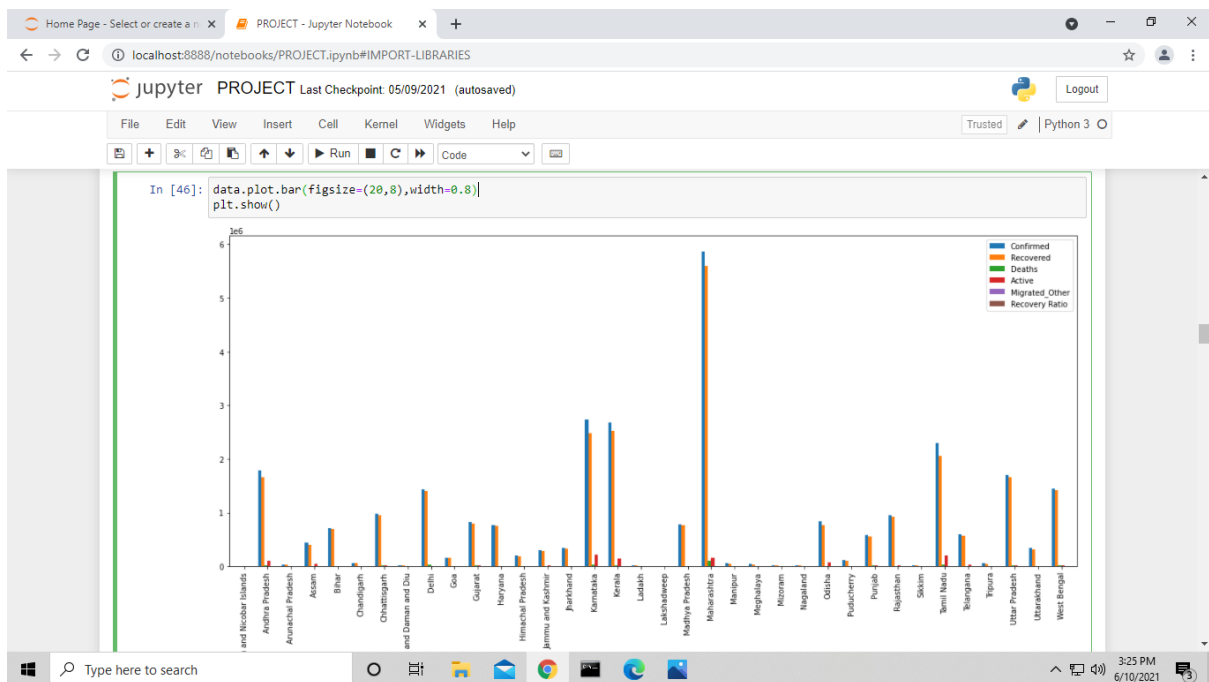 Home Page - Select or create a n
PROJECT - Jupyter Notebook
localhost:8888/notebooks/PROJECT.ipynb#IMPORT-LIBRARIES
jupyter PROJECT Last Checkpoint: 05/09/2021 (autosaved)
Logout
File Edit View Insert Cell Kernel Widgets Help
Trusted Python 3
Run Code
In [46]: data.plot.bar(figsize=(20,8),width=0.8)
plt.show()
1e6
6
5
4
3
2
1
0
Confirmed
Recovered
Deaths
Active
Migrated_Other
Recovery Ratio
and Nicobar Islands
Andhra Pradesh
Arunachal Pradesh
Assam
Bihar
Chandigarh
Chhattisgarh
and Daman and Diu
Delhi
Goa
Gujarat
Haryana
Himachal Pradesh
Jammu and Kashmir
Jharkhand
Karnataka
Kerala
Ladakh
Lakshadweep
Madhya Pradesh
Maharashtra
Manipur
Meghalaya
Mizoram
Nagaland
Odisha
Puducherry
Punjab
Rajasthan
Sikkim
Tamil Nadu
Telangana
Tripura
Uttar Pradesh
Uttarakhand
West Bengal
Type here to search
3:25 PM
6/10/2021
3